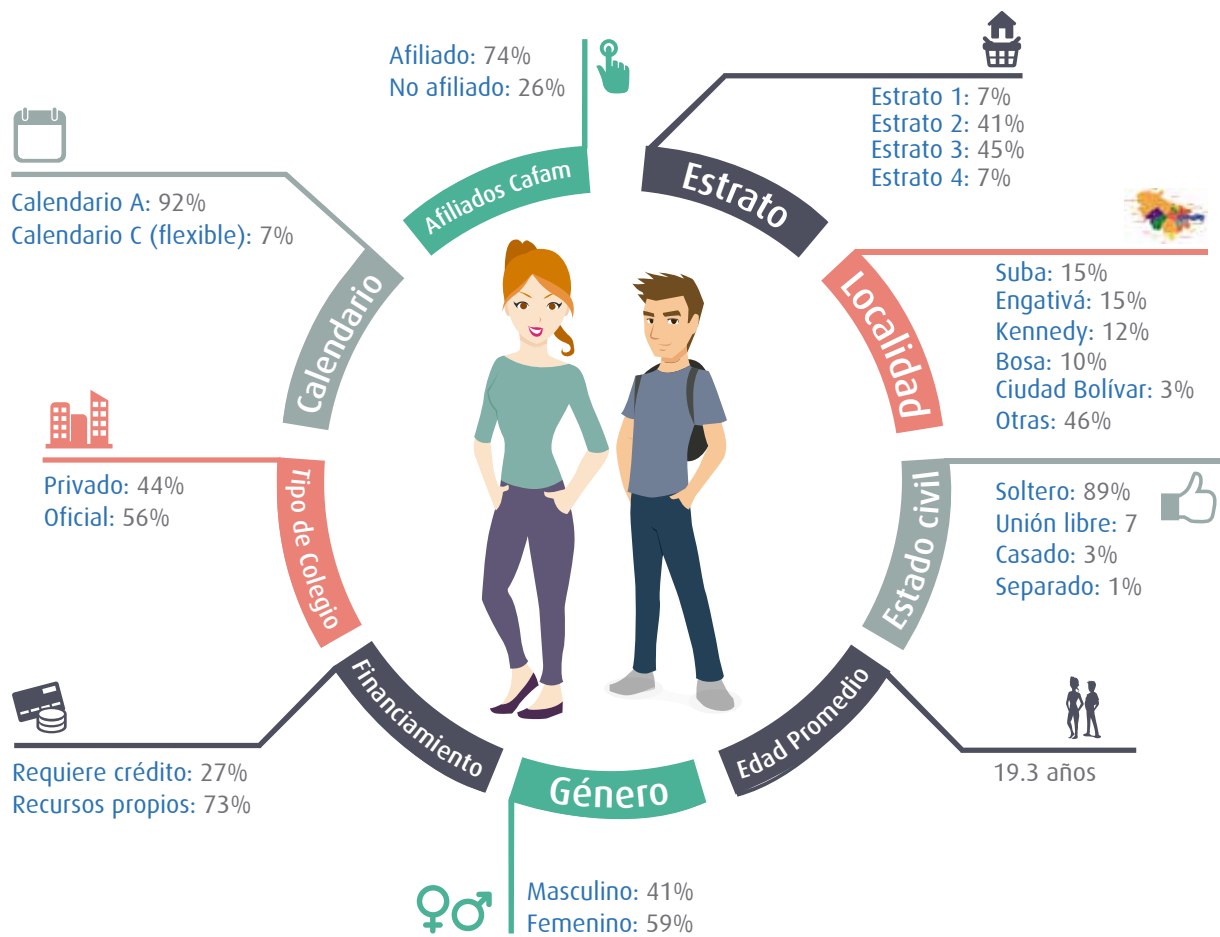 Afiliado: 74%
No afiliado: 26%
Afiliados Cafam
Estrato 1: 7%
Estrato 2: 41%
Estrato 3: 45%
Estrato 4: 7%
Estrato
Suba: 15%
Engativá: 15%
Kennedy: 12%
Bosa: 10%
Ciudad Bolívar: 3%
Otras: 46%
Localidad
Soltero: 89%
Unión libre: 7
Casado: 3%
Separado: 1%
Estado civil
Edad Promedio
19.3 años
Género
Masculino: 41%
Femenino: 59%
Financiamiento
Requiere crédito: 27%
Recursos propios: 73%
Tipo de Colegio
Privado: 44%
Oficial: 56%
Calendario
Calendario A: 92%
Calendario C (flexible): 7%